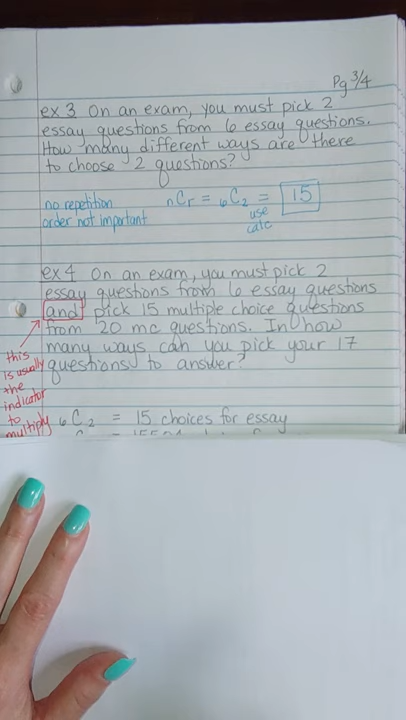 Pg 3/4
ex 3 On an exam, you must pick 2
essay questions from 6 essay questions.
How many different ways are there
to choose 2 questions?
no repetition
order not important
nCr = 6C2 = 15
use
calc
ex 4 On an exam, you must pick 2
essay questions from 6 essay questions
and pick 15 multiple choice questions
from 20 mc questions. In how
many ways can you pick your 17
questions to answer?
this
is usually
the
indicator
to
multiply
6C2 = 15 choices for essay